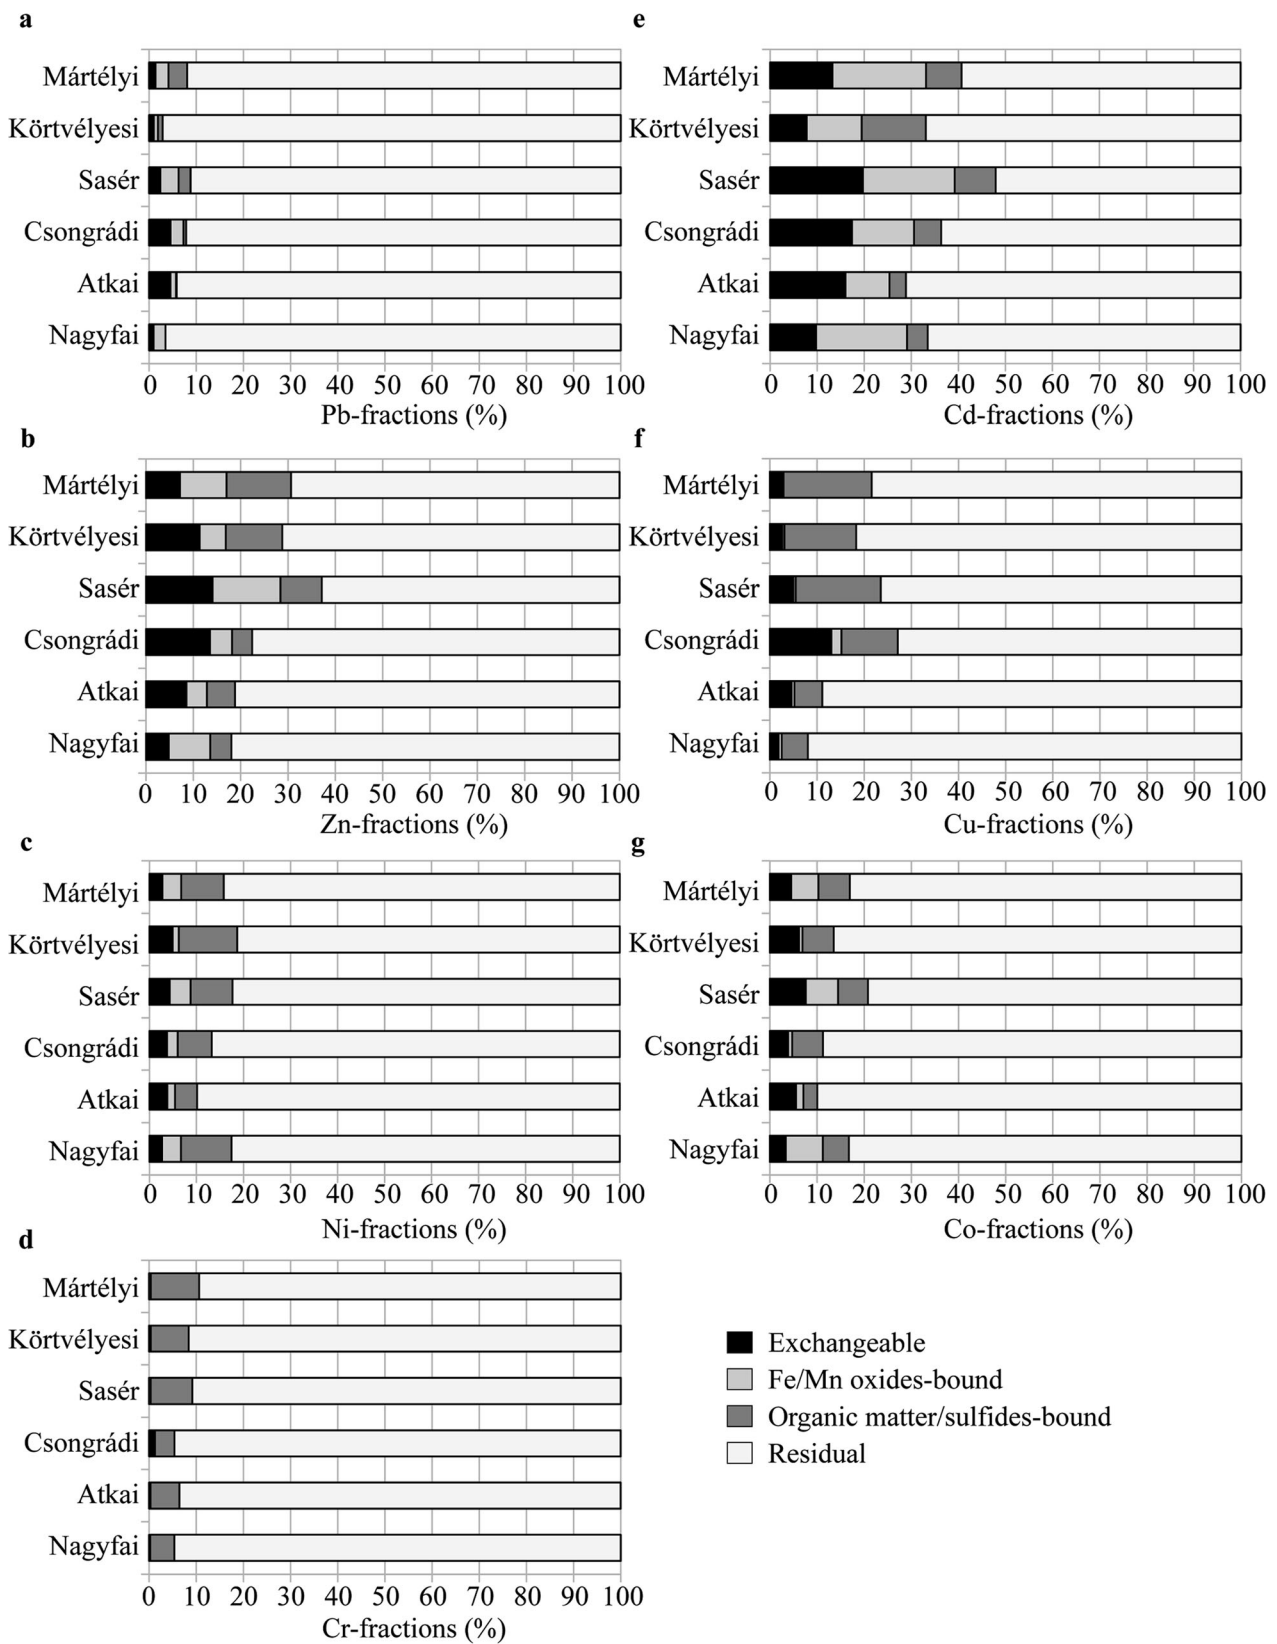 a
Mártélyi
Körtvélyesi
Sasér
Csongrádi
Atkai
Nagyfai
0 10 20 30 40 50 60 70 80 90 100
Pb-fractions (%)
e
Mártélyi
Körtvélyesi
Sasér
Csongrádi
Atkai
Nagyfai
0 10 20 30 40 50 60 70 80 90 100
Cd-fractions (%)
b
Mártélyi
Körtvélyesi
Sasér
Csongrádi
Atkai
Nagyfai
0 10 20 30 40 50 60 70 80 90 100
Zn-fractions (%)
f
Mártélyi
Körtvélyesi
Sasér
Csongrádi
Atkai
Nagyfai
0 10 20 30 40 50 60 70 80 90 100
Cu-fractions (%)
c
Mártélyi
Körtvélyesi
Sasér
Csongrádi
Atkai
Nagyfai
0 10 20 30 40 50 60 70 80 90 100
Ni-fractions (%)
g
Mártélyi
Körtvélyesi
Sasér
Csongrádi
Atkai
Nagyfai
0 10 20 30 40 50 60 70 80 90 100
Co-fractions (%)
d
Mártélyi
Körtvélyesi
Sasér
Csongrádi
Atkai
Nagyfai
0 10 20 30 40 50 60 70 80 90 100
Cr-fractions (%)
Exchangeable
Fe/Mn oxides-bound
Organic matter/sulfides-bound
Residual